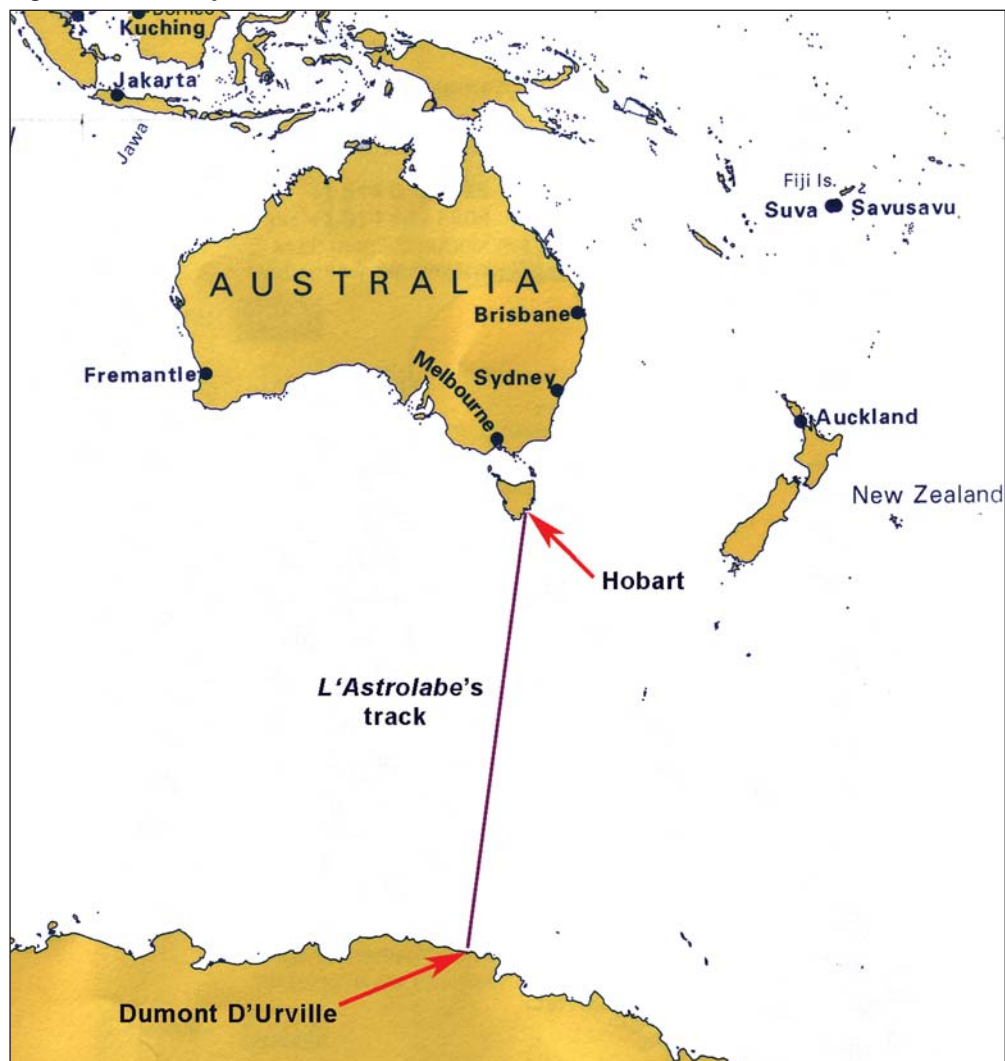 Borneo
Kuching
Jakarta
Jawa
Fiji Is.
Suva
Savusavu
AUSTRALIA
Brisbane
Fremantle
Melbourne
Sydney
Auckland
New Zealand
Hobart
L'Astrolabe's
track
Dumont D'Urville